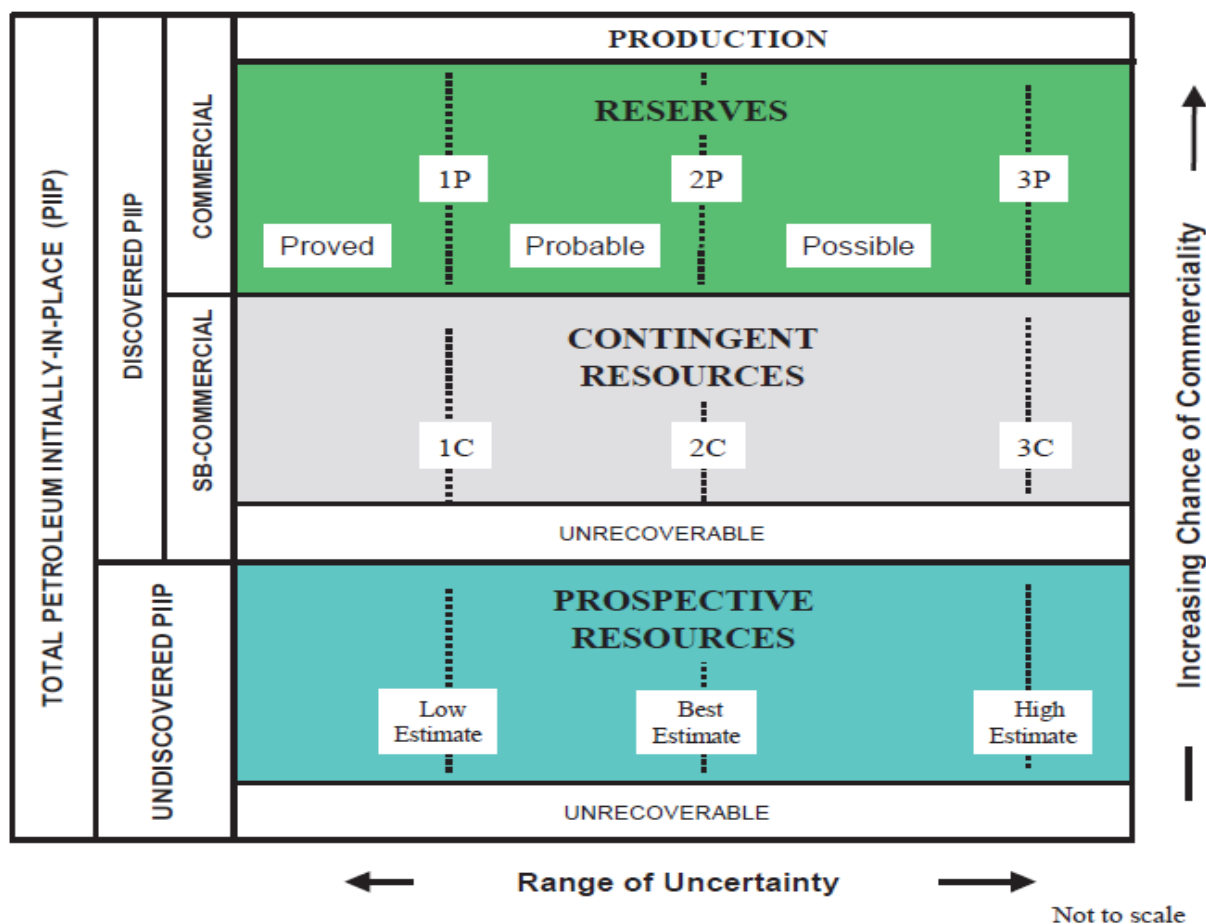 TOTAL PETROLEUM INITIALLY-IN-PLACE (PIIP)
DISCOVERED PIIP
COMMERCIAL
PRODUCTION
RESERVES
1P
2P
3P
Proved
Probable
Possible
SB-COMMERCIAL
CONTINGENT
RESOURCES
1C
2C
3C
UNRECOVERABLE
UNDISCOVERED PIIP
PROSPECTIVE
RESOURCES
Low
Estimate
Best
Estimate
High
Estimate
UNRECOVERABLE
Increasing Chance of Commerciality
Range of Uncertainty
Not to scale